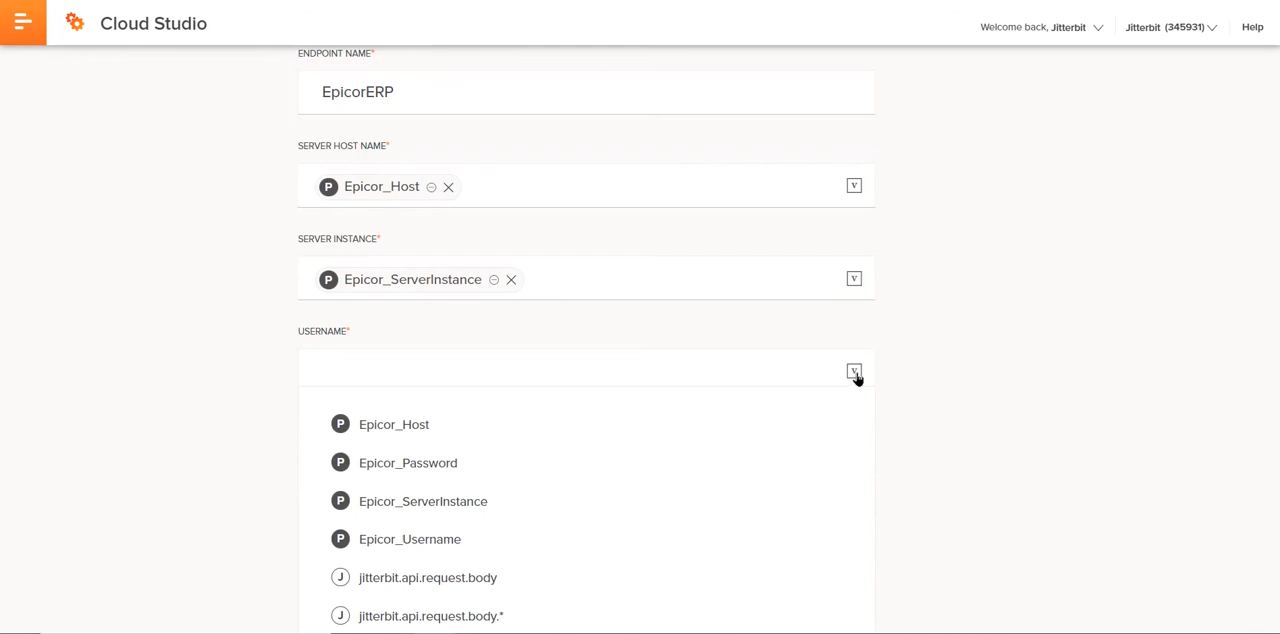 Cloud Studio
Welcome back, Jitterbit
Jitterbit (345931)
Help
ENDPOINT NAME*
EpicorERP
SERVER HOST NAME*
P Epicor_Host
v
SERVER INSTANCE*
P Epicor_ServerInstance
v
USERNAME*
v
P Epicor_Host
P Epicor_Password
P Epicor_ServerInstance
P Epicor_Username
J jitterbit.api.request.body
J jitterbit.api.request.body.*